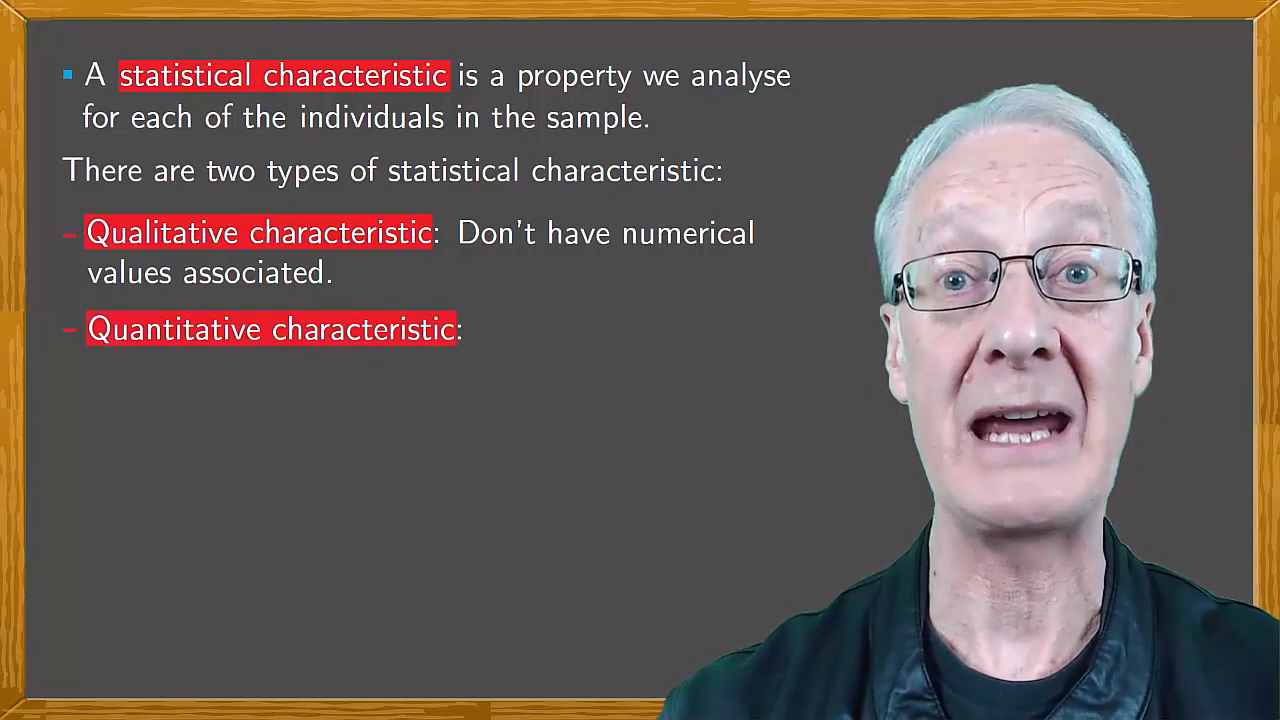 A statistical characteristic is a property we analyse
for each of the individuals in the sample.
There are two types of statistical characteristic:
– Qualitative characteristic: Don't have numerical
values associated.
– Quantitative characteristic: